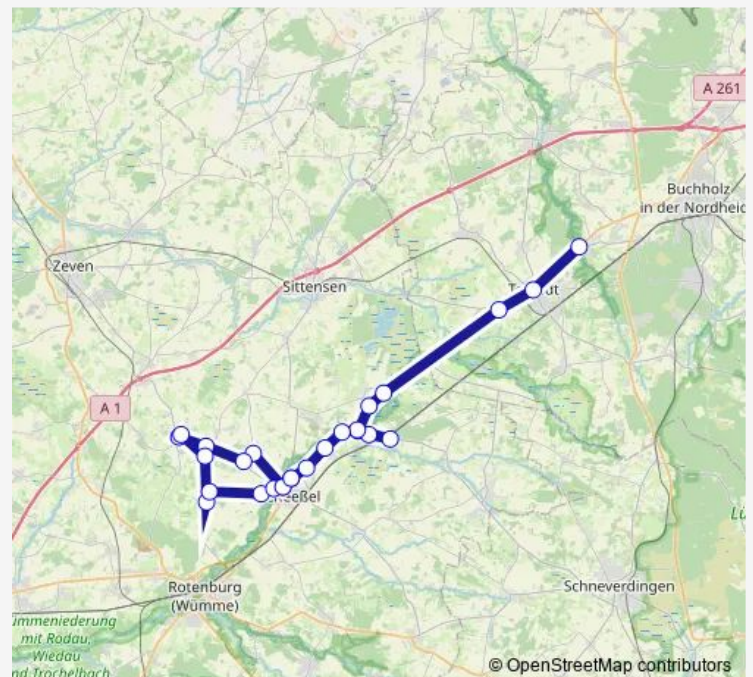 A 261
Buchholz
in der Nordheid
Zeven
Sittensen
A 1
Rotenburg
(Wümme)
Schneverdingen
ümmeniederung
mit Rodau,
Wiedau
nd Trochelbach
© OpenStreetMap contributors